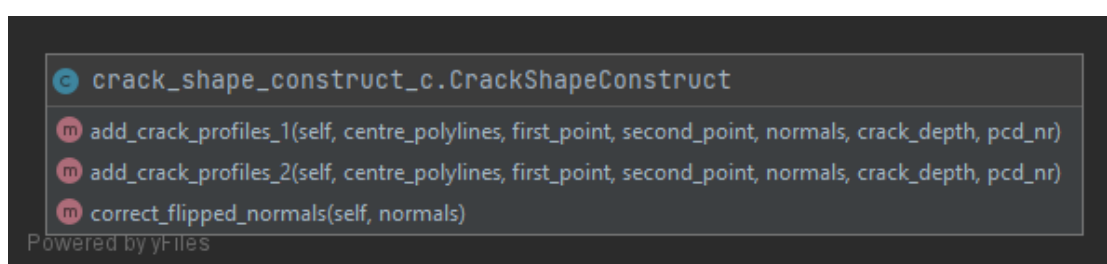 c crack_shape_construct_c.CrackShapeConstruct
m add_crack_profiles_1(self, centre_polylines, first_point, second_point, normals, crack_depth, pcd_nr)
m add_crack_profiles_2(self, centre_polylines, first_point, second_point, normals, crack_depth, pcd_nr)
m correct_flipped_normals(self, normals)
Powered by yFiles